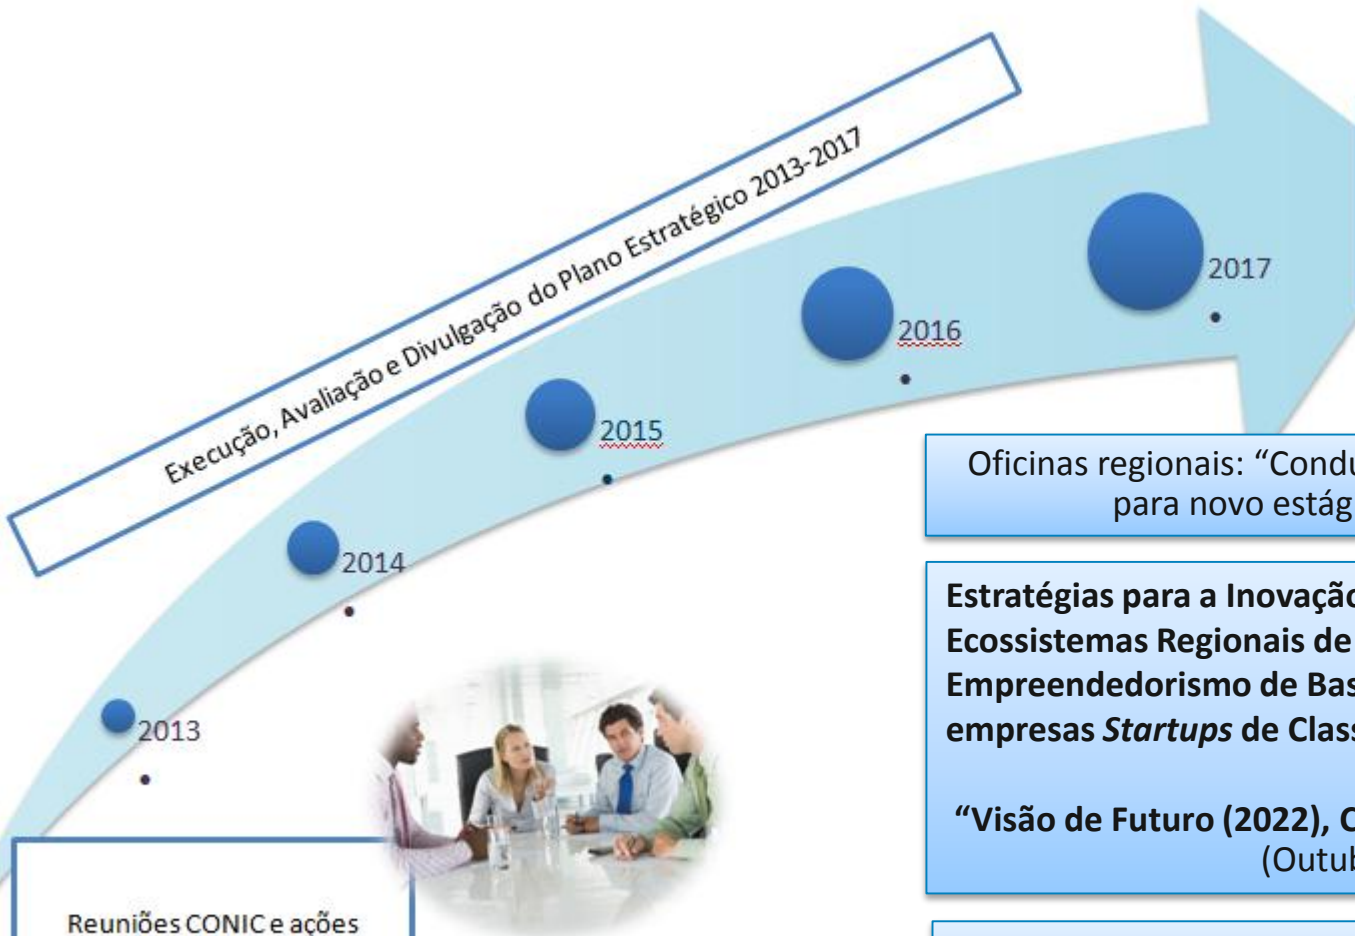 Execução, Avaliação e Divulgação do Plano Estratégico 2013-2017
2017
2016
2015
2014
2013
Oficinas regionais: “Condu
para novo estág
Estratégias para a Inovação
Ecossistemas Regionais de
Empreendedorismo de Bas
empresas Startups de Clas
“Visão de Futuro (2022),
(Outub
Reuniões CONIC e ações